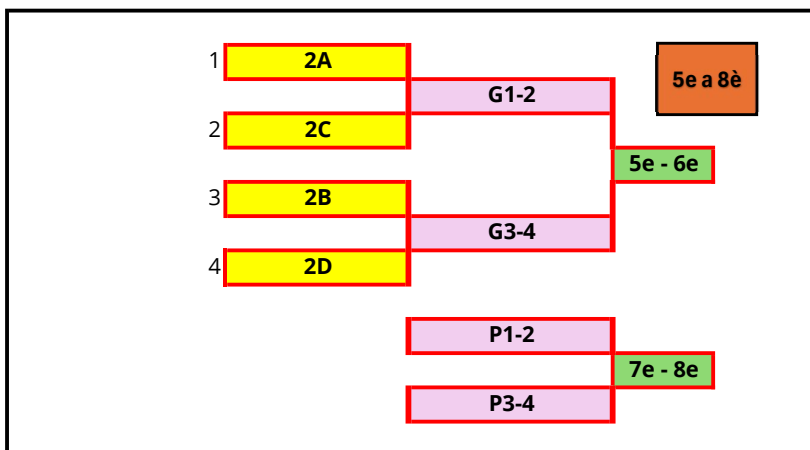 1 2A
5e a 8è
G1-2
2 2C
5e - 6e
3 2B
G3-4
4 2D
P1-2
7e - 8e
P3-4